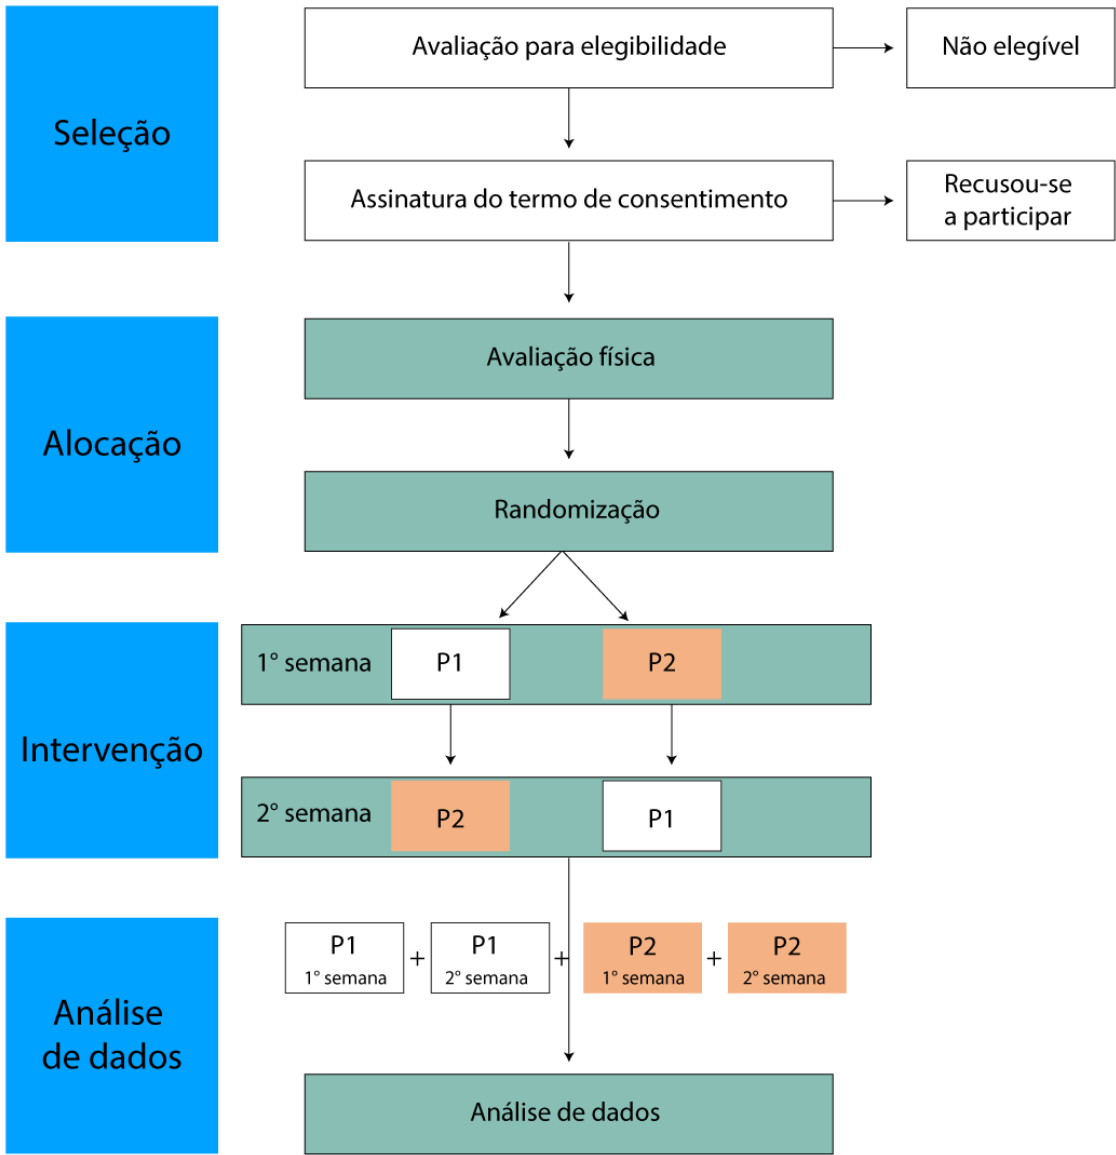 Seleção
Avaliação para elegibilidade
Não elegível
Assinatura do termo de consentimento
Recusou-se
a participar
Alocação
Avaliação física
Randomização
Intervenção
1° semana
P1
P2
2° semana
P2
P1
Análise
de dados
P1
1° semana
+
P1
2° semana
+
P2
1° semana
+
P2
2° semana
Análise de dados